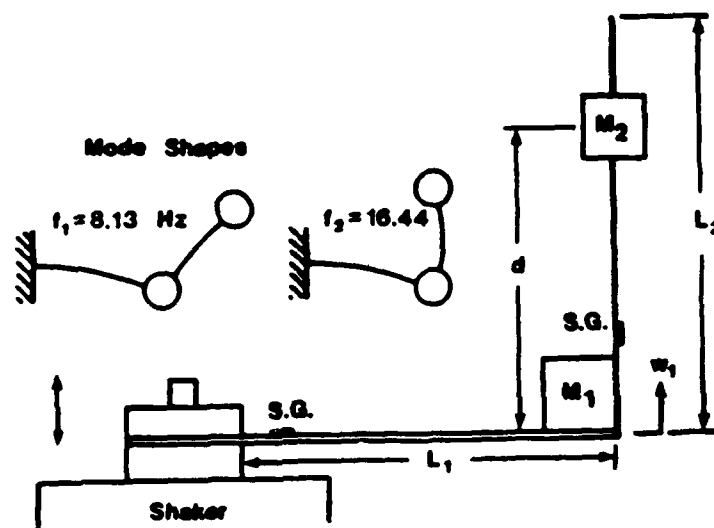 Mode Shapes
f₁=8.13 Hz
f₂=16.44
M₂
d
L₂
S.G.
M₁
w₁
S.G.
L₁
Shaker